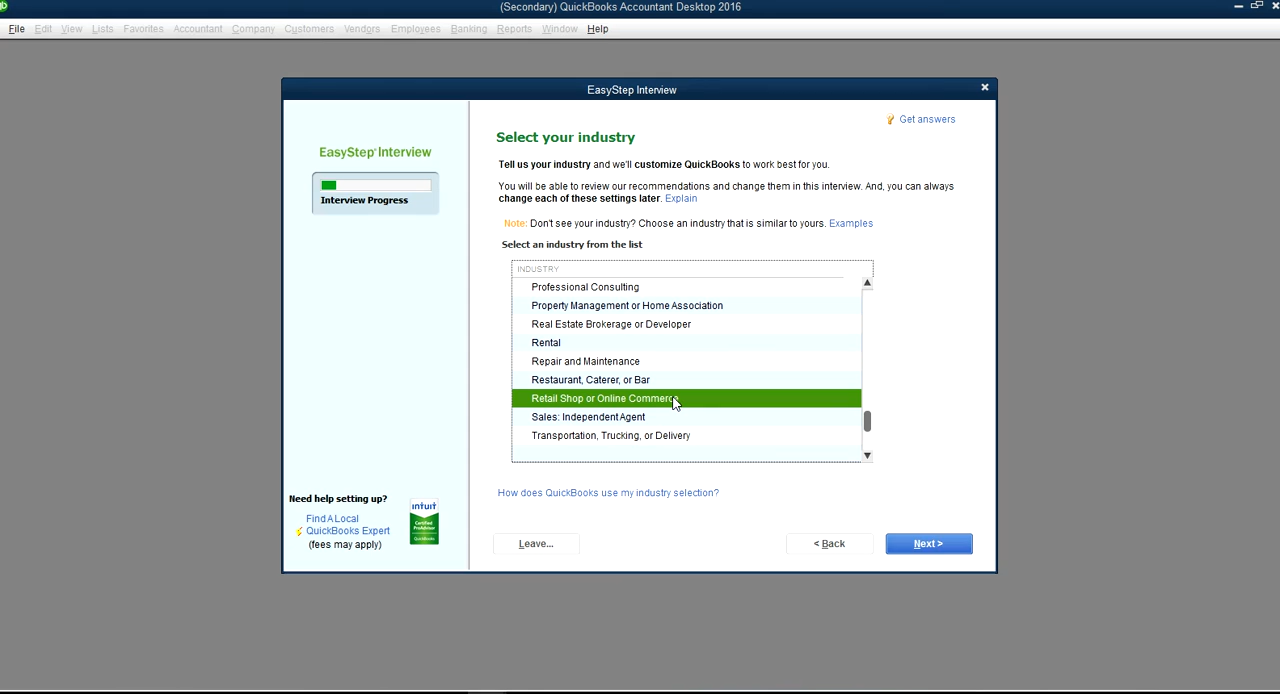 (Secondary) QuickBooks Accountant Desktop 2016
File Edit View Lists Favorites Accountant Company Customers Vendors Employees Banking Reports Window Help
EasyStep Interview
Get answers
EasyStep Interview
Interview Progress
Select your industry
Tell us your industry and we'll customize QuickBooks to work best for you.
You will be able to review our recommendations and change them in this interview. And, you can always
change each of these settings later. Explain
Note: Don't see your industry? Choose an industry that is similar to yours. Examples
Select an industry from the list
INDUSTRY
Professional Consulting
Property Management or Home Association
Real Estate Brokerage or Developer
Rental
Repair and Maintenance
Restaurant, Caterer, or Bar
Retail Shop or Online Commerce
Sales: Independent Agent
Transportation, Trucking, or Delivery
How does QuickBooks use my industry selection?
Need help setting up?
Find A Local
QuickBooks Expert
(fees may apply)
intuit
Certified
ProAdvisor
QuickBooks
Leave...
< Back
Next >